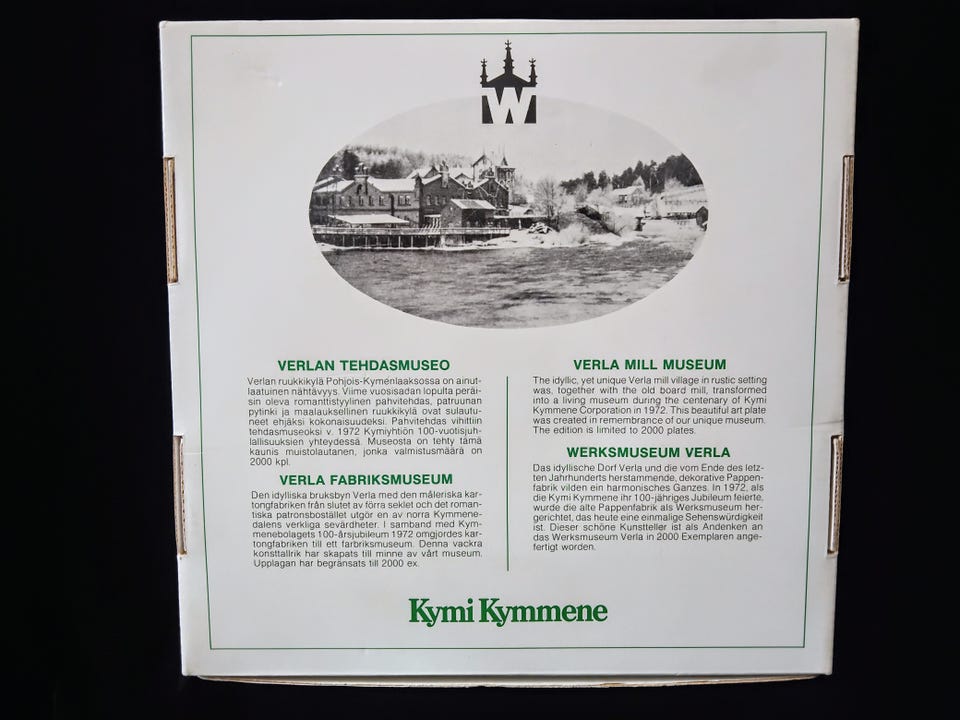 W
VERLAN TEHDASMUSEO
Verlan ruukkikylä Pohjois-Kymenlaaksossa on ainut-
laatuinen nähtävyys. Viime vuosisadan lopulta peräi-
sin oleva romanttistyylinen pahvitehdas, patruunan
pytinki ja maalauksellinen ruukkikylä ovat sulautu-
neet ehjäksi kokonaisuudeksi. Pahvitehdas vihittiin
tehdasmuseoksi v. 1972 Kymiyhtiön 100-vuotisjuh-
lallisuuksien yhteydessä. Museosta on tehty tämä
kaunis muistolautanen, jonka valmistusmäärä on
2000 kpl.
VERLA FABRIKSMUSEUM
Den idylliska bruksbyn Verla med den måleriska kar-
tongfabriken från slutet av förra seklet och det roman-
tiska patronsbostället utgör en av norra Kymmene-
dalens verkliga sevärdheter. I samband med Kym-
menebolagets 100-årsjubileum 1972 omgjordes kar-
tongfabriken till ett farbriksmuseum. Denna vackra
konsttallrik har skapats till minne av vårt museum.
Upplagan har begränsats till 2000 ex.
VERLA MILL MUSEUM
The idyllic, yet unique Verla mill village in rustic setting
was, together with the old board mill, transformed
into a living museum during the centenary of Kymi
Kymmene Corporation in 1972. This beautiful art plate
was created in remembrance of our unique museum.
The edition is limited to 2000 plates.
WERKSMUSEUM VERLA
Das idyllische Dorf Verla und die vom Ende des letz-
ten Jahrhunderts herstammende, dekorative Pappen-
fabrik vilden ein harmonisches Ganzes. In 1972, als
die Kymi Kymmene ihr 100-jähriges Jubileum feierte,
wurde die alte Pappenfabrik als Werksmuseum her-
gerichtet, das heute eine einmalige Sehenswürdigkeit
ist. Dieser schöne Kunstteller ist als Andenken an
das Werksmuseum Verla in 2000 Exemplaren ange-
fertigt worden.
Kymi Kymmene